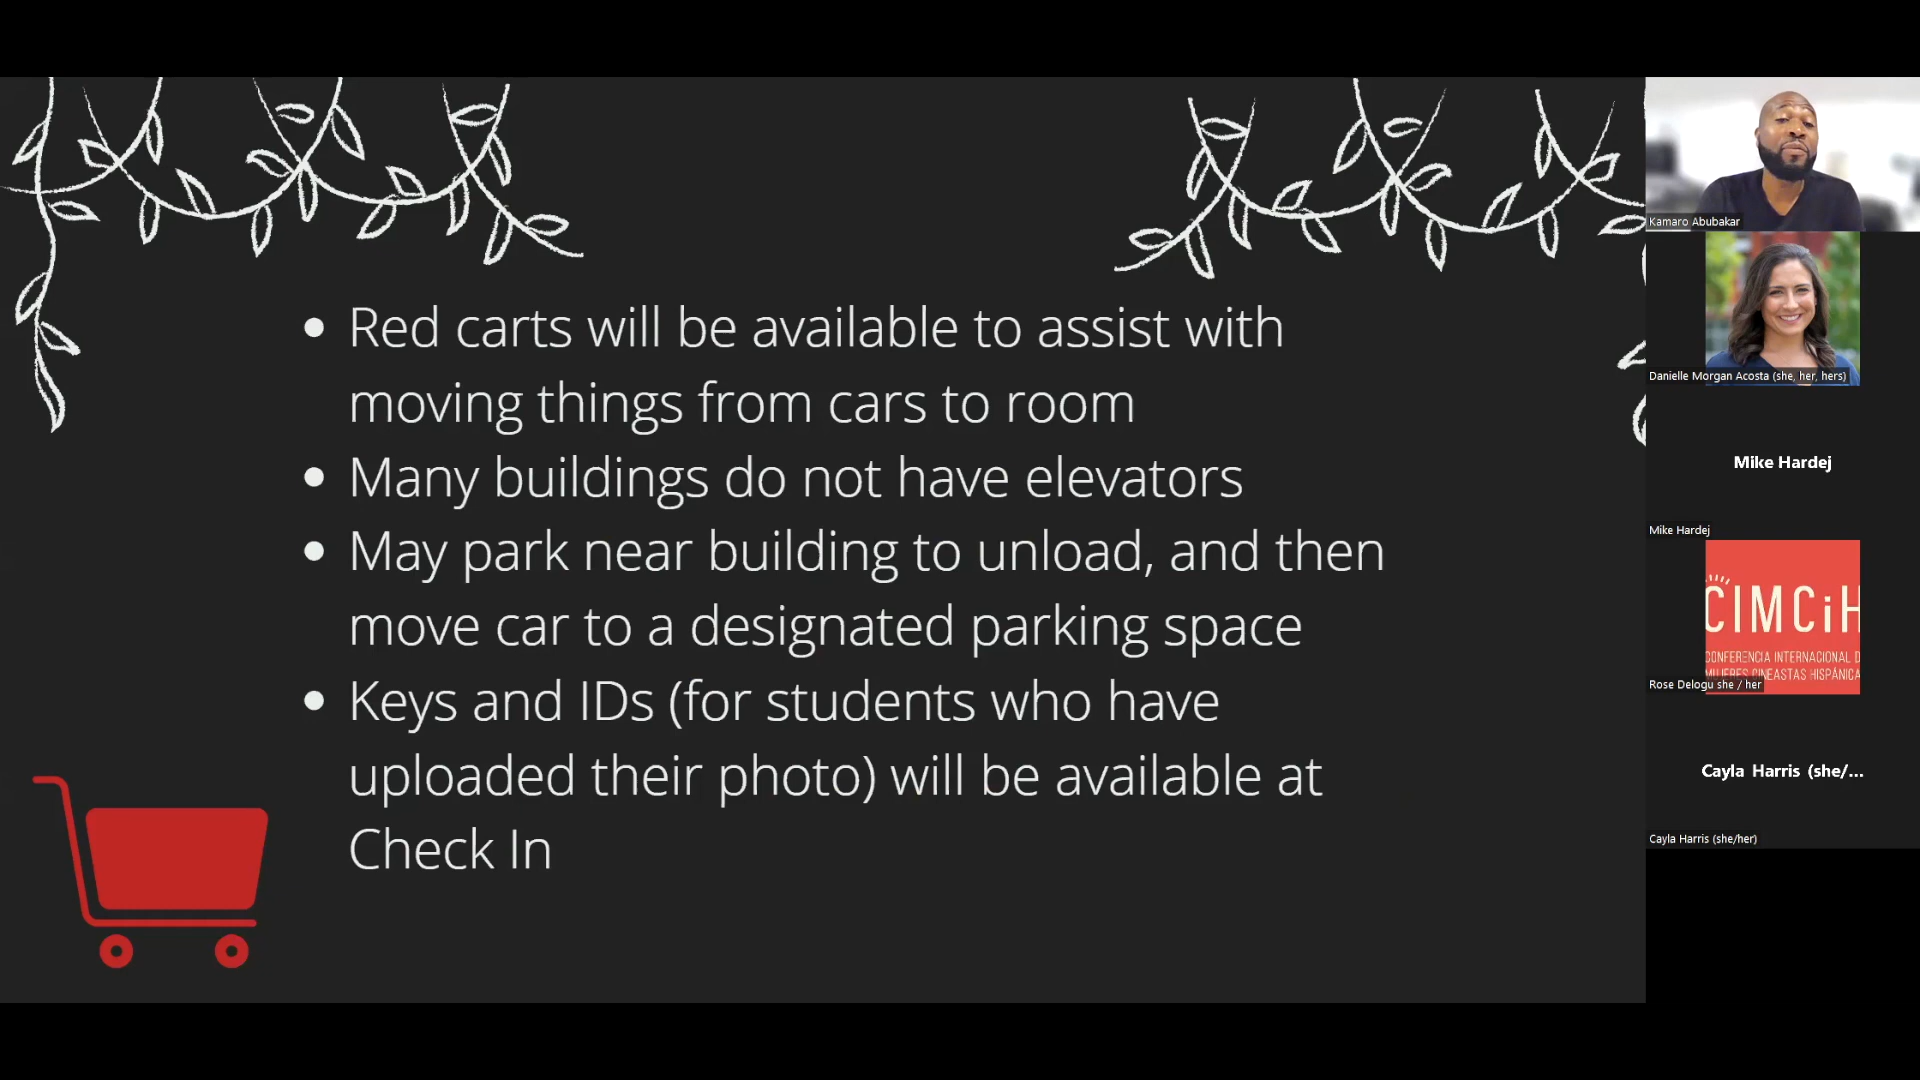 Red carts will be available to assist with
moving things from cars to room
Many buildings do not have elevators
May park near building to unload, and then
move car to a designated parking space
Keys and IDs (for students who have
uploaded their photo) will be available at
Check In
Kamaro Abubakar
Danielle Morgan Acosta (she, her, hers)
Mike Hardej
Mike Hardej
CIMCiH
CONFERENCIA INTERNACIONAL D
MUJERES CINEASTAS HISPÁNICA
Rose Delogu she / her
Cayla Harris (she/...
Cayla Harris (she/her)